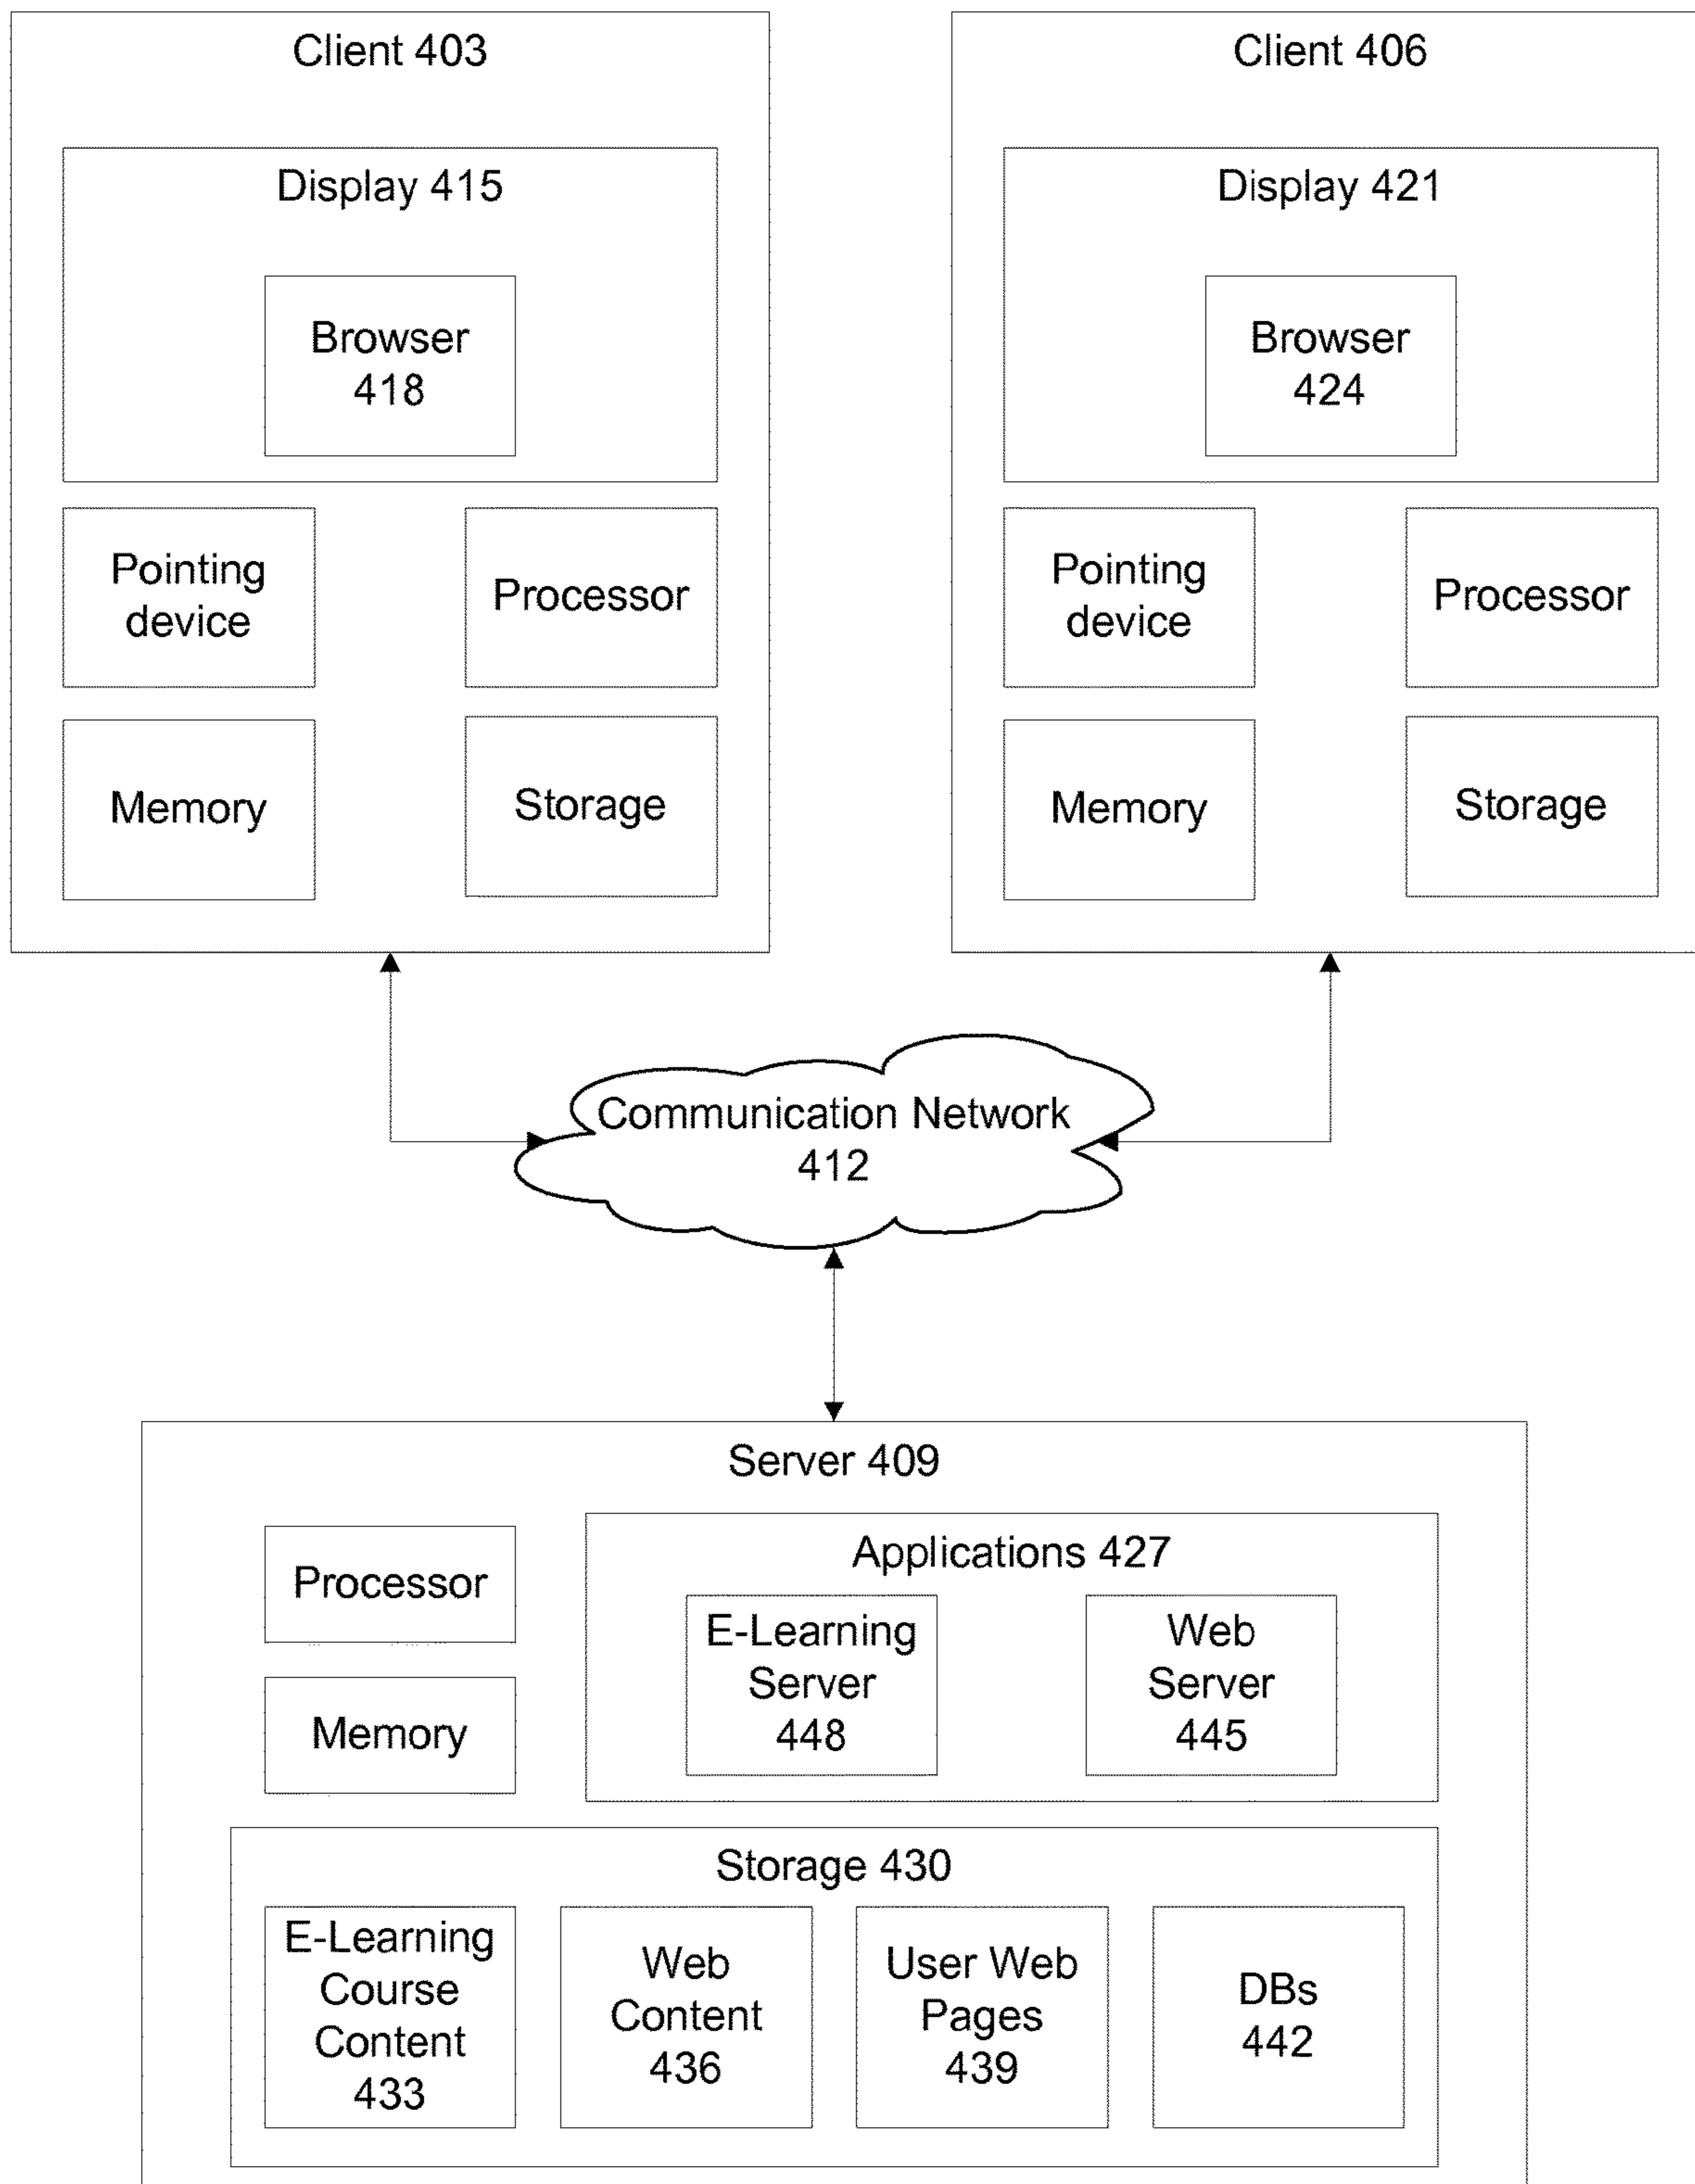 Client 403
Display 415
Browser
418
Pointing
device
Processor
Memory
Storage
Client 406
Display 421
Browser
424
Pointing
device
Processor
Memory
Storage
Communication Network
412
Server 409
Processor
Memory
Applications 427
E-Learning
Server
448
Web
Server
445
Storage 430
E-Learning
Course
Content
433
Web
Content
436
User Web
Pages
439
DBs
442